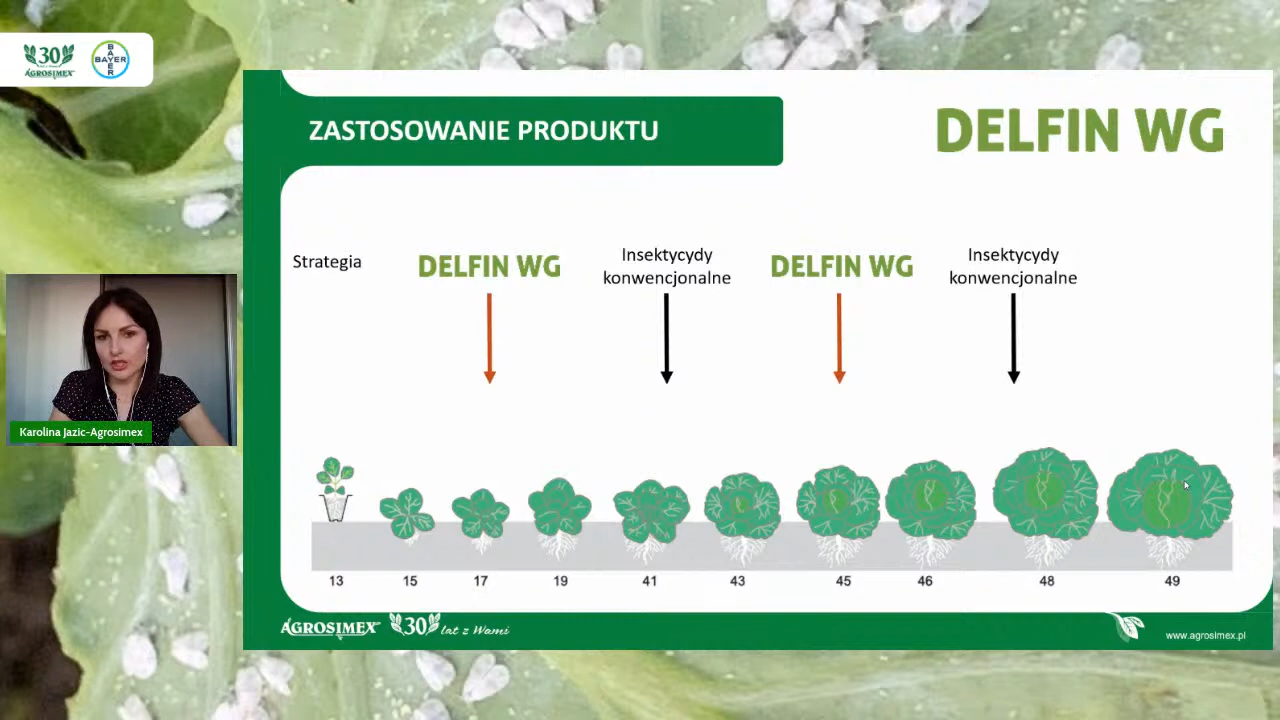 30
AGROSIMEX
BAYER
BAYER
ZASTOSOWANIE PRODUKTU
DELFIN WG
Strategia
DELFIN WG
Insektycydy
konwencjonalne
DELFIN WG
Insektycydy
konwencjonalne
Karolina Jazic-Agrosimex
13 15 17 19 41 43 45 46 48 49
AGROSIMEX 30 lat z Wami
www.agrosimex.pl